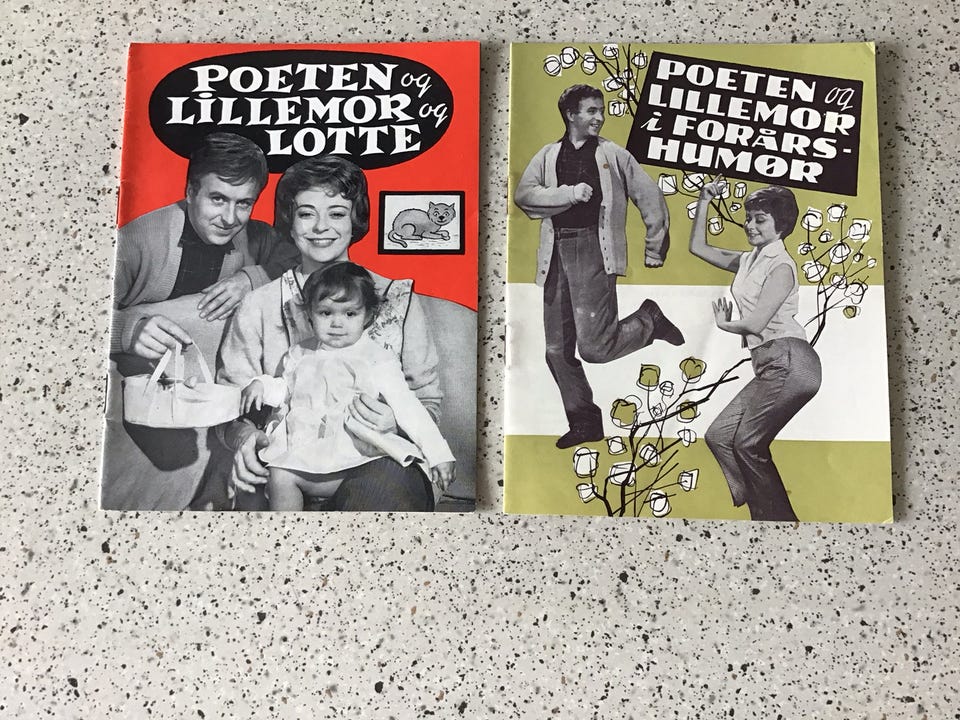 POETEN og
LILLEMOR og
LOTTE
POETEN og
LILLEMOR
i FORÅRS-
HUMØR